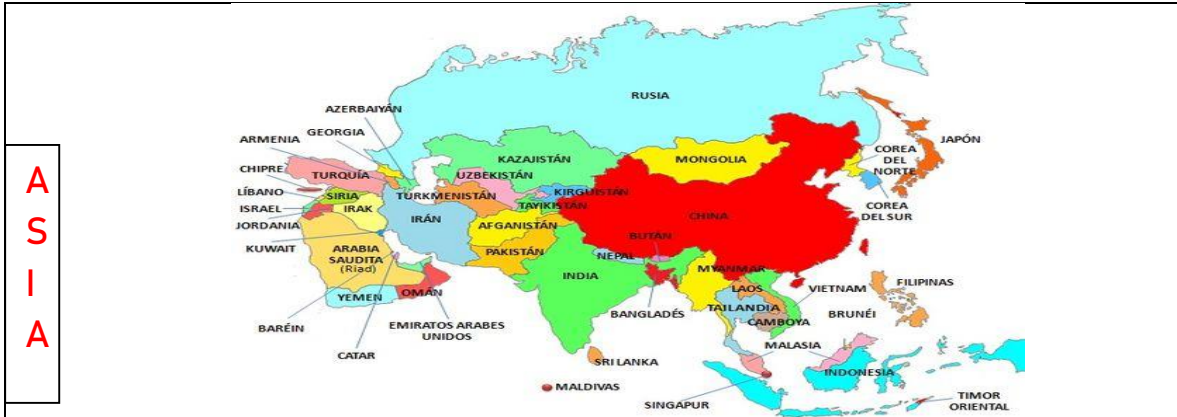 A
S
I
A
RUSIA
AZERBAIYÁN
GEORGIA
ARMENIA
CHIPRE
TURQUÍA
LÍBANO
SIRIA
ISRAEL
IRAK
JORDANIA
KUWAIT
ARABIA
SAUDITA
(Riad)
YEMEN
OMÁN
BARÉIN
CATAR
EMIRATOS ARABES
UNIDOS
IRÁN
KAZAJISTÁN
UZBEKISTÁN
TURKMENISTÁN
KIRGUISTÁN
TAYIKISTÁN
AFGANISTÁN
PAKISTÁN
MONGOLIA
CHINA
COREA
DEL
NORTE
JAPÓN
COREA
DEL SUR
BUTÁN
NEPAL
INDIA
BANGLADÉS
MYANMAR
LAOS
VIETNAM
TAILANDIA
CAMBOYA
FILIPINAS
BRUNÉI
MALASIA
INDONESIA
SRI LANKA
MALDIVAS
SINGAPUR
TIMOR
ORIENTAL